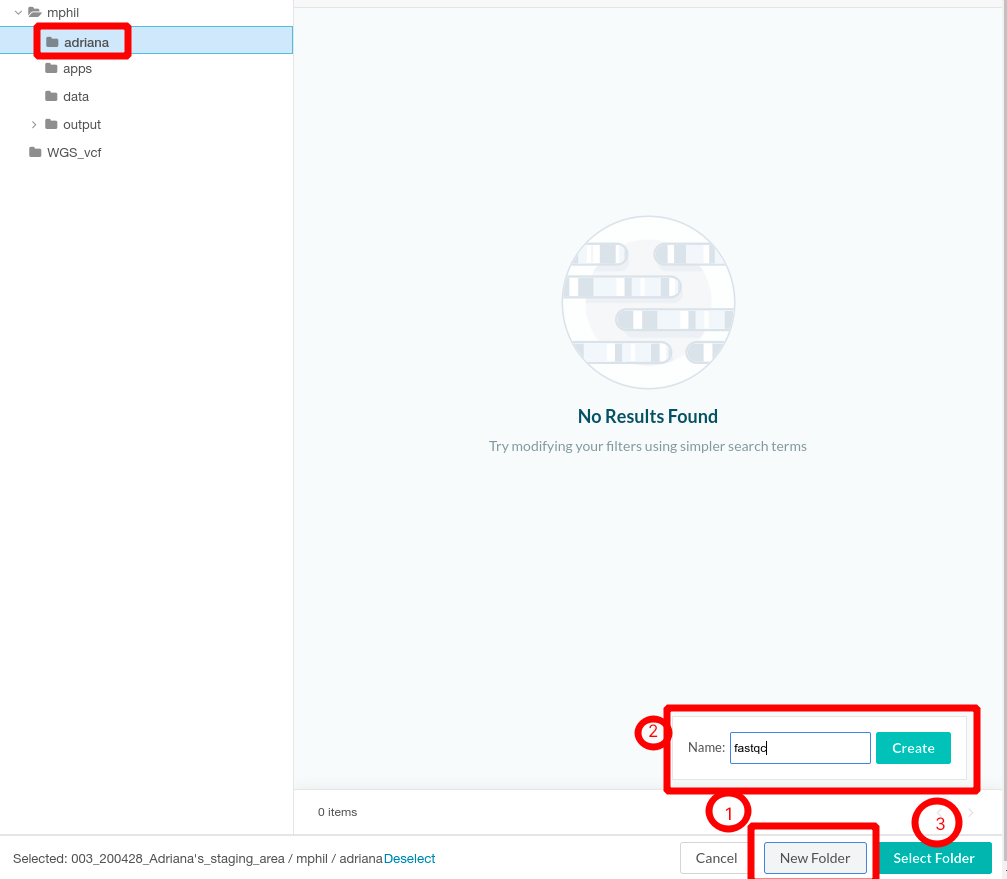 mphil
adriana
apps
data
output
WGS_vcf
No Results Found
Try modifying your filters using simpler search terms
2
Name: fastqc Create
0 items
1
3
Selected: 003_200428_Adriana's_staging_area / mphil / adrianaDeselect
Cancel New Folder Select Folder